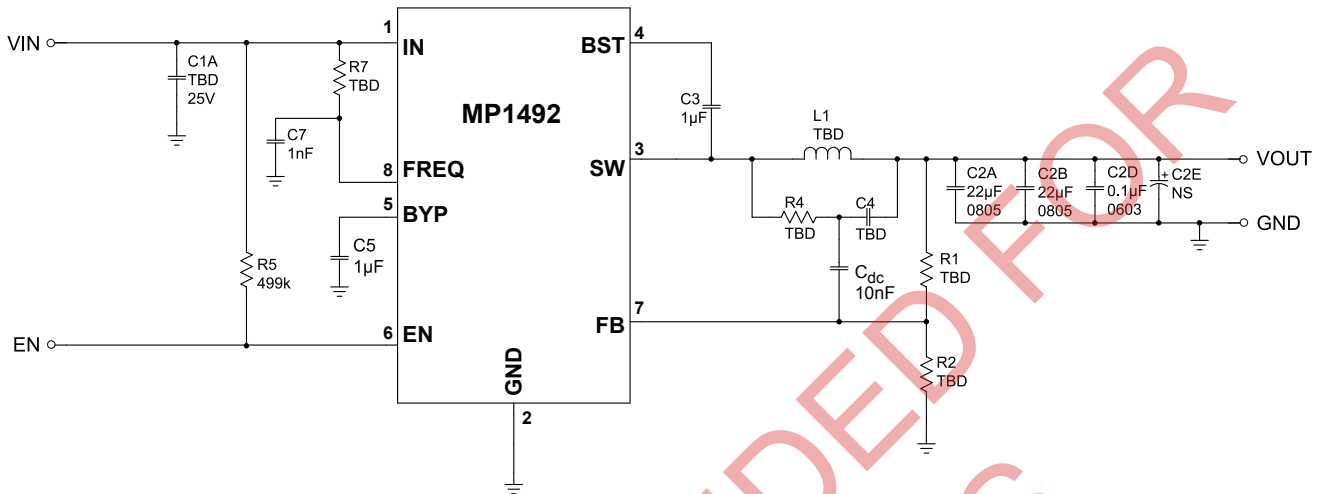 VIN
C1A
TBD
25V
R7
TBD
C7
1nF
C5
1µF
R5
499k
EN
1
IN
8
FREQ
5
BYP
6
EN
MP1492
GND
2
4
BST
3
SW
7
FB
C3
1µF
L1
TBD
R4
TBD
C4
TBD
Cdc
10nF
R1
TBD
R2
TBD
C2A
22µF
0805
C2B
22µF
0805
C2D
0.1µF
0603
+ C2E
NS
VOUT
GND
DED FOR